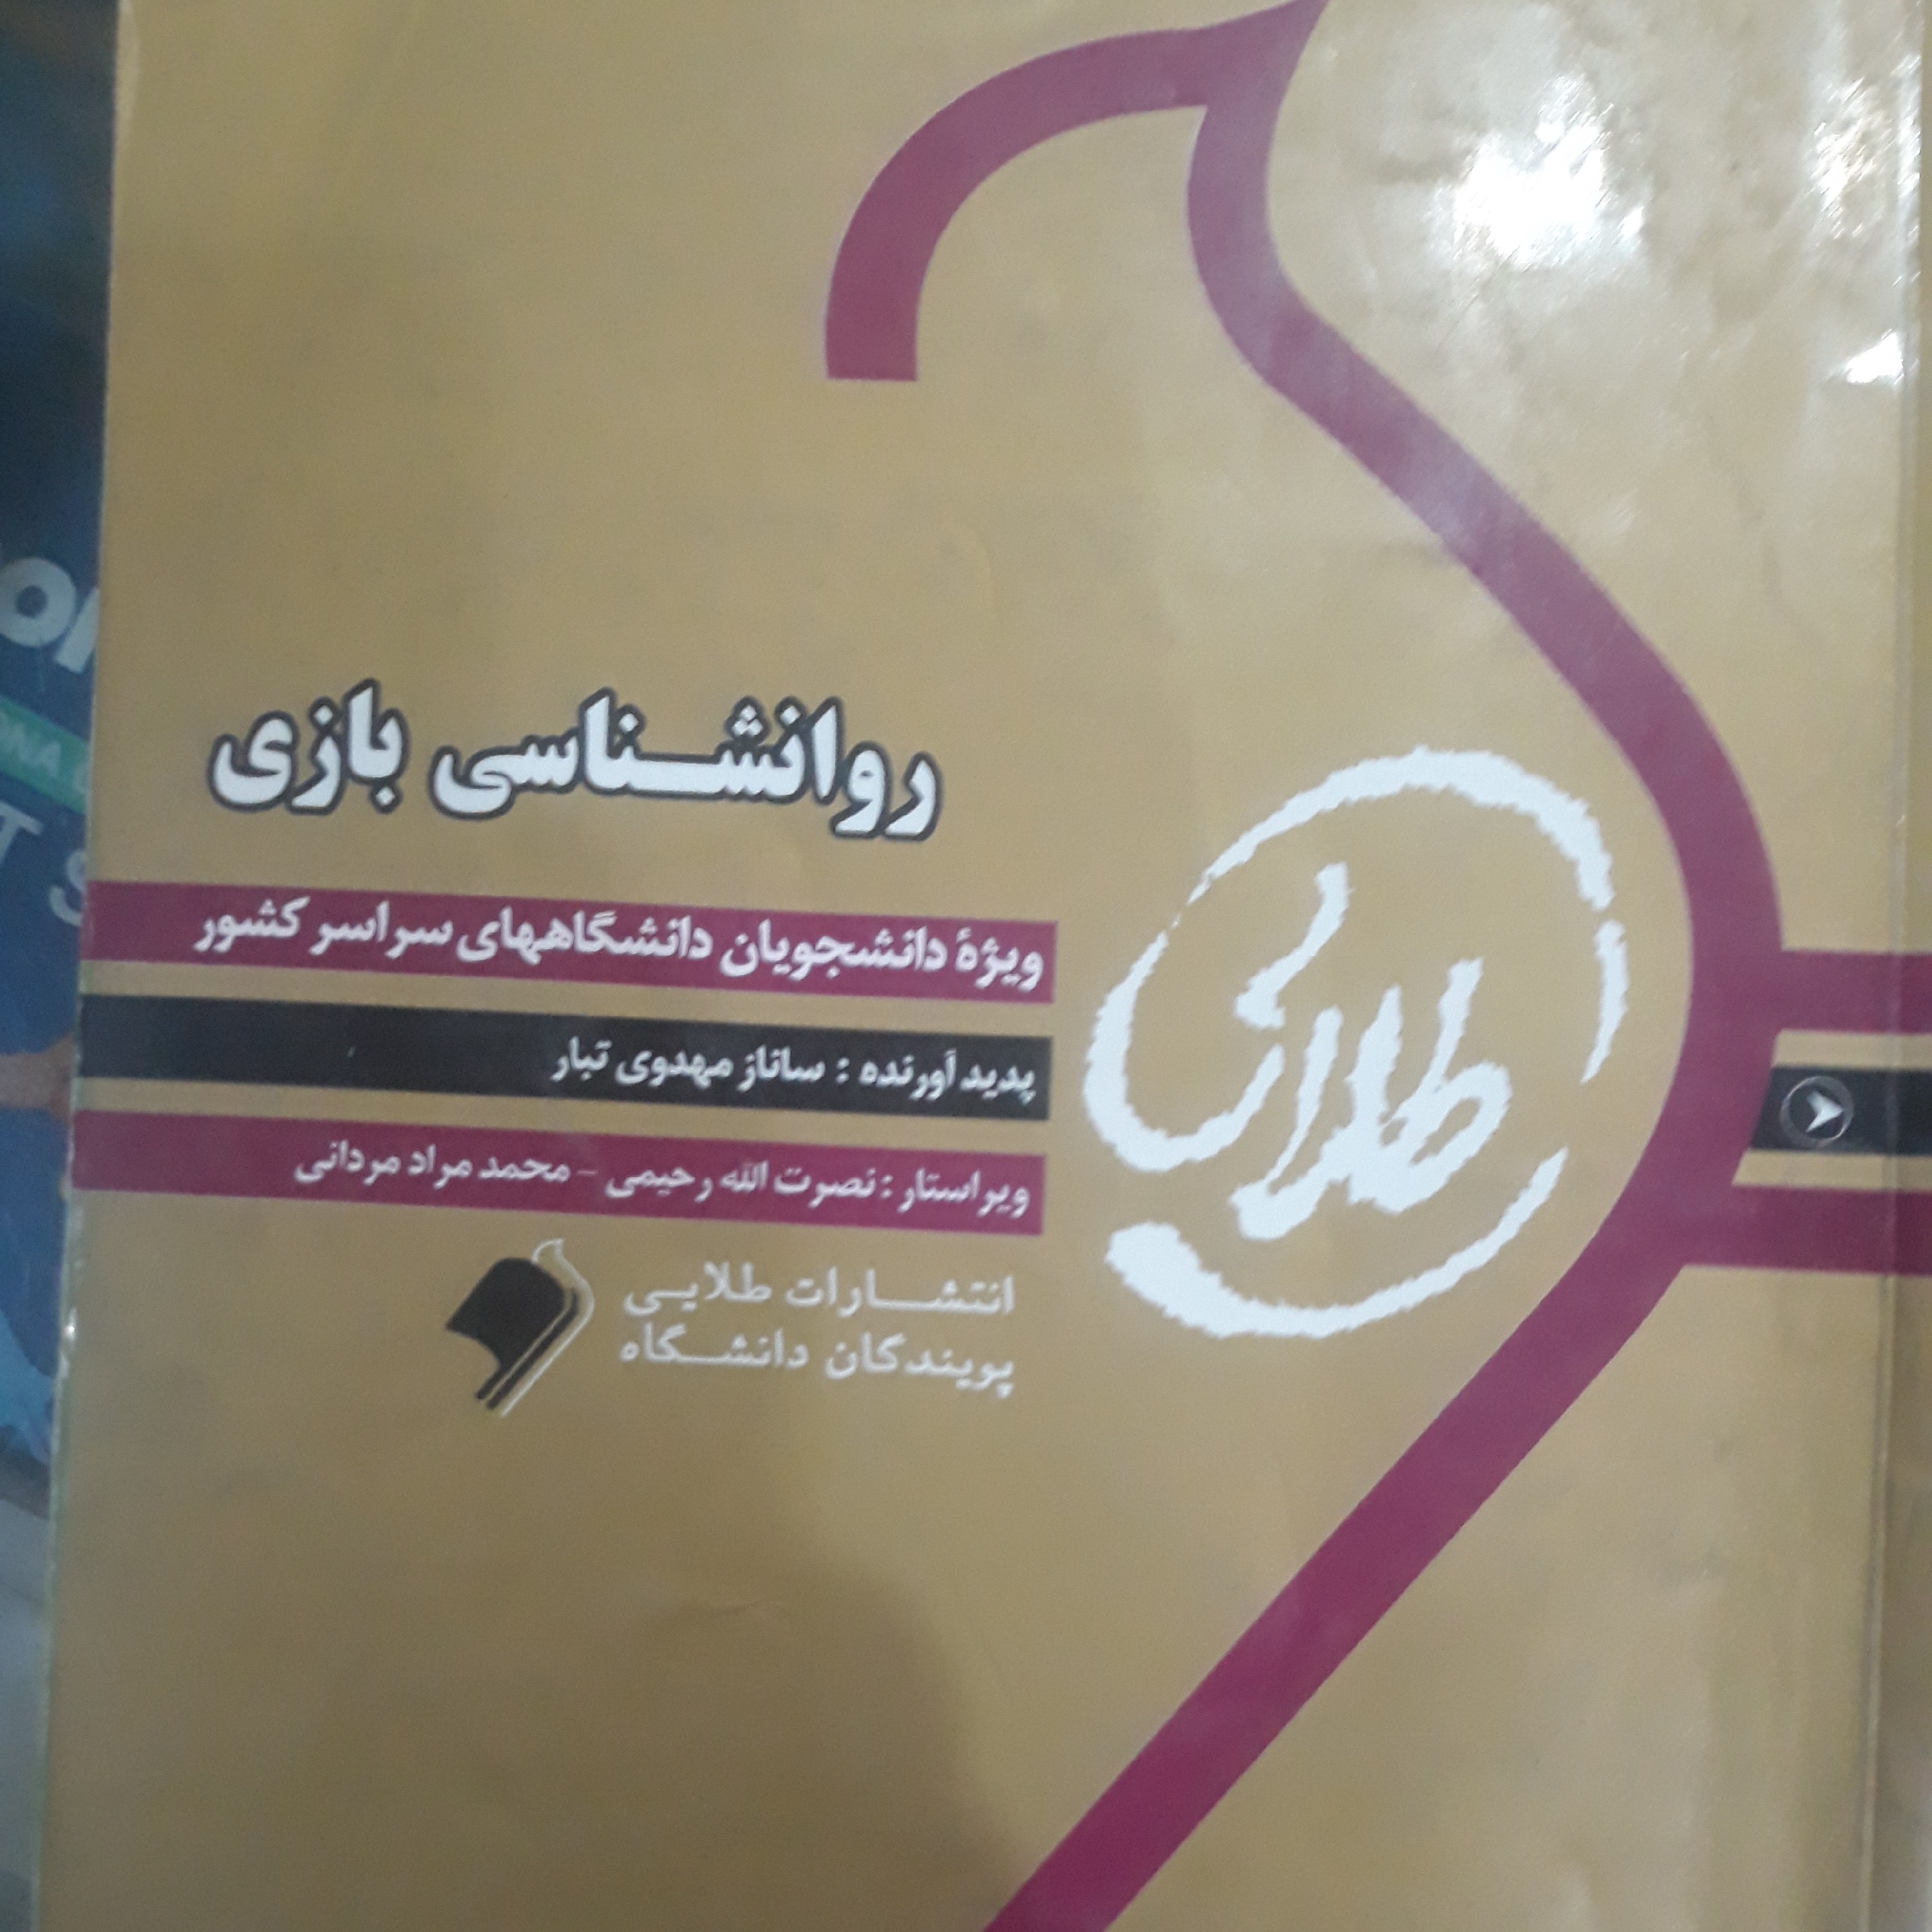 روانشناسی بازی
ویژهٔ دانشجویان دانشگاههای سراسر کشور
پدید آورنده : ساناز مهدوی تبار
ویراستار : نصرت الله رحیمی - محمد مراد مردانی
انتشارات طلایی
پویندگان دانشگاه
طلائی